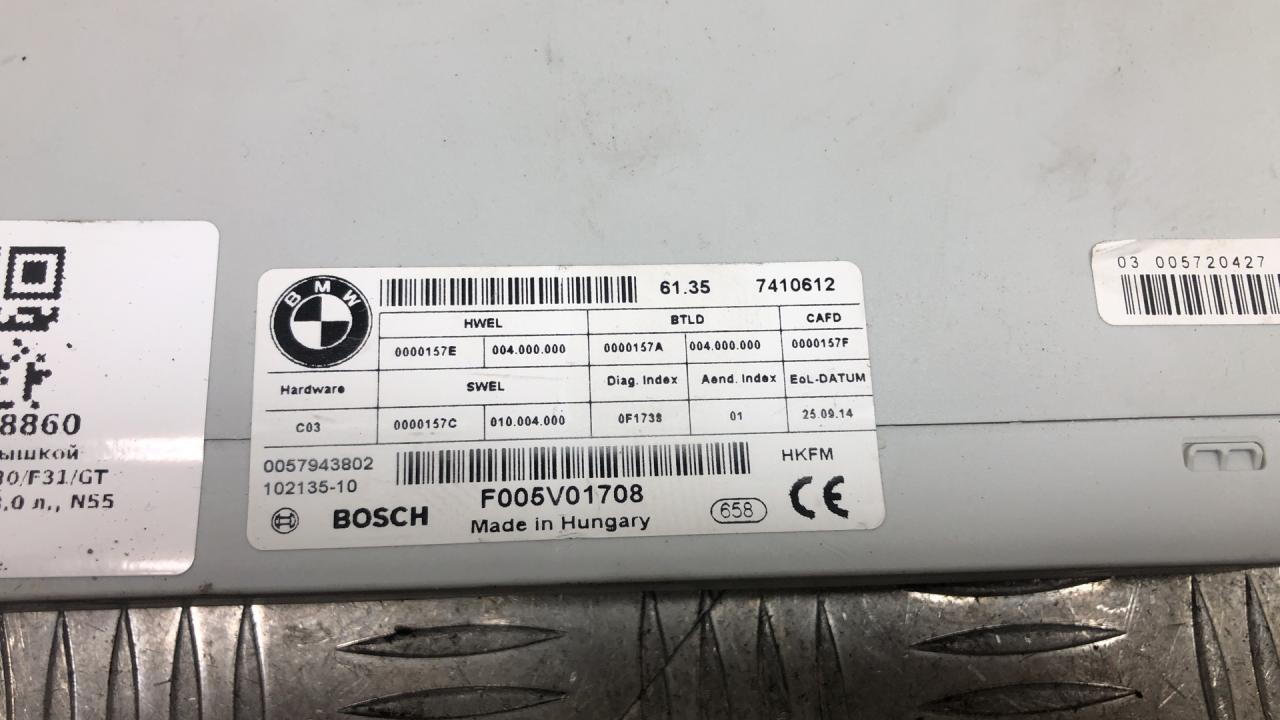 8860
ышкой
30/F31/GT
.0 л., N55
BMW
61.35 7410612
HWEL BTLD CAFD
0000157E 004.000.000 0000157A 004.000.000 0000157F
Hardware SWEL Diag. Index Aend. Index EoL-DATUM
C03 0000157C 010.004.000 0F1738 01 25.09.14
0057943802 HKFM
102135-10 F005V01708
BOSCH Made in Hungary 658 CE
03 005720427